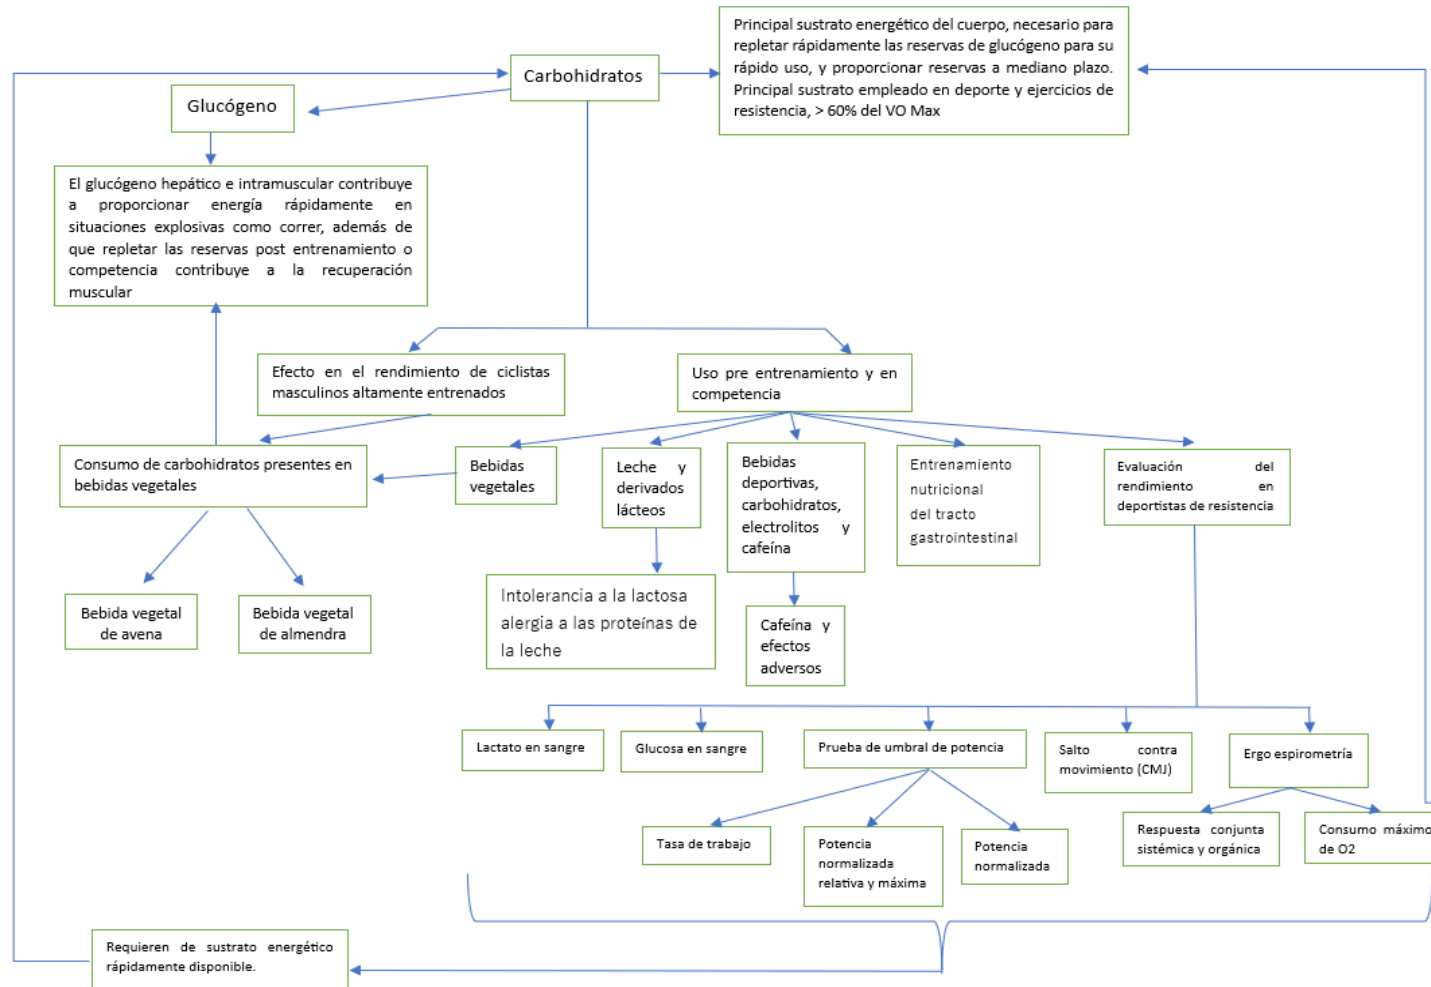 Principal sustrato energético del cuerpo, necesario para
repletar rápidamente las reservas de glucógeno para su
rápido uso, y proporcionar reservas a mediano plazo.
Principal sustrato empleado en deporte y ejercicios de
resistencia, > 60% del VO Max
Carbohidratos
Glucógeno
El glucógeno hepático e intramuscular contribuye
a proporcionar energía rápidamente en
situaciones explosivas como correr, además de
que repletar las reservas post entrenamiento o
competencia contribuye a la recuperación
muscular
Efecto en el rendimiento de ciclistas
masculinos altamente entrenados
Uso pre entrenamiento y en
competencia
Consumo de carbohidratos presentes en
bebidas vegetales
Bebidas
vegetales
Leche y
derivados
lácteos
Bebidas
deportivas,
carbohidratos,
electrolitos y
cafeína
Entrenamiento
nutricional
del tracto
gastrointestinal
Evaluación del
rendimiento en
deportistas de resistencia
Bebida vegetal
de avena
Bebida vegetal
de almendra
Intolerancia a la lactosa
alergia a las proteínas de
la leche
Cafeína y
efectos
adversos
Lactato en sangre
Glucosa en sangre
Prueba de umbral de potencia
Salto contra
movimiento (CMJ)
Ergo espirometría
Tasa de trabajo
Potencia
normalizada
relativa y máxima
Potencia
normalizada
Respuesta conjunta
sistémica y orgánica
Consumo máximo
de O2
Requieren de sustrato energético
rápidamente disponible.